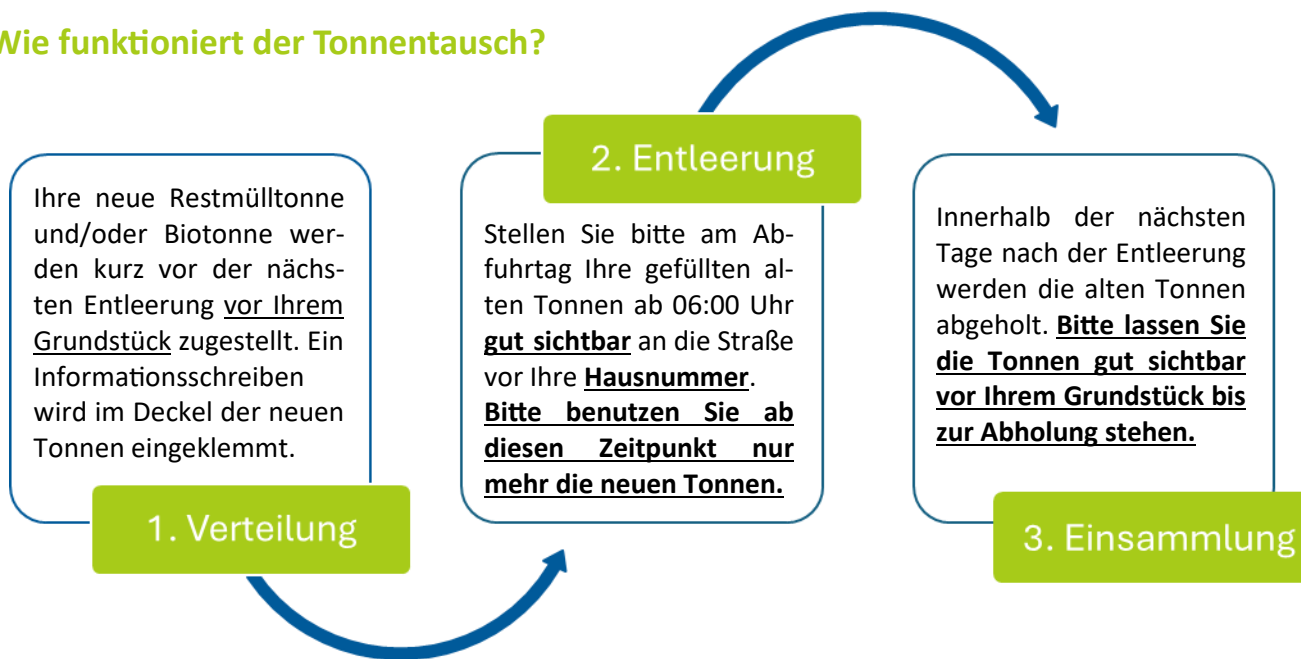 Wie funktioniert der Tonnentausch?
Ihre neue Restmülltonne
und/oder Biotonne wer-
den kurz vor der nächs-
ten Entleerung vor Ihrem
Grundstück zugestellt. Ein
Informationsschreiben
wird im Deckel der neuen
Tonnen eingeklemmt.
1. Verteilung
2. Entleerung
Stellen Sie bitte am Ab-
fuhrtag Ihre gefüllten al-
ten Tonnen ab 06:00 Uhr
gut sichtbar an die Straße
vor Ihre Hausnummer.
Bitte benutzen Sie ab
diesen Zeitpunkt nur
mehr die neuen Tonnen.
Innerhalb der nächsten
Tage nach der Entleerung
werden die alten Tonnen
abgeholt. Bitte lassen Sie
die Tonnen gut sichtbar
vor Ihrem Grundstück bis
zur Abholung stehen.
3. Einsammlung